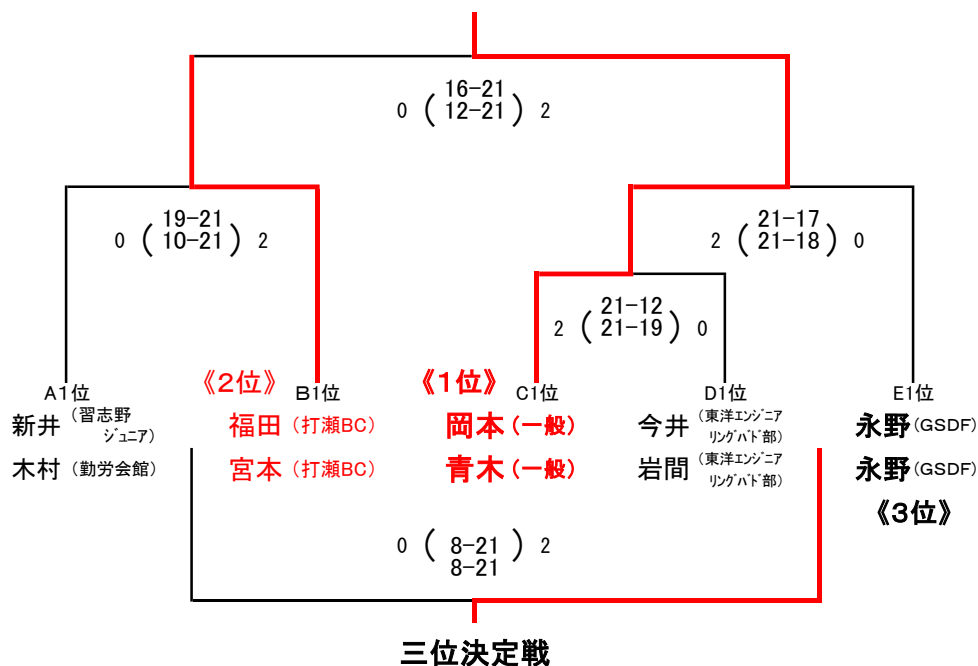 16-21
0 ( 12-21 ) 2
19-21
0 ( 10-21 ) 2
21-17
2 ( 21-18 ) 0
21-12
2 ( 21-19 ) 0
《2位》 《1位》
A1位 B1位 C1位 D1位 E1位
新井 (習志野 ジュニア) 福田 (打瀬BC) 岡本 (一般) 今井 (東洋エンジニア リングバド部) 永野 (GSDF)
木村 (勤労会館) 宮本 (打瀬BC) 青木 (一般) 岩間 (東洋エンジニア リングバド部) 永野 (GSDF)
《3位》
0 ( 8-21 ) 2
8-21
三位決定戦